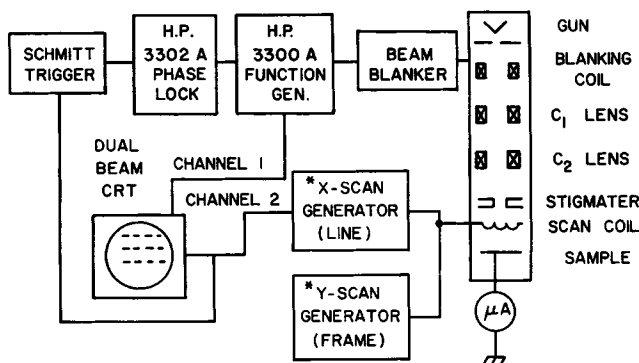 SCHMITT
TRIGGER
H.P.
3302 A
PHASE
LOCK
H.P.
3300 A
FUNCTION
GEN.
BEAM
BLANKER
GUN
BLANKING
COIL
C₁ LENS
C₂ LENS
STIGMATER
SCAN COIL
SAMPLE
μA
DUAL
BEAM
CRT
CHANNEL 1
CHANNEL 2
*X-SCAN
GENERATOR
(LINE)
*Y-SCAN
GENERATOR
(FRAME)